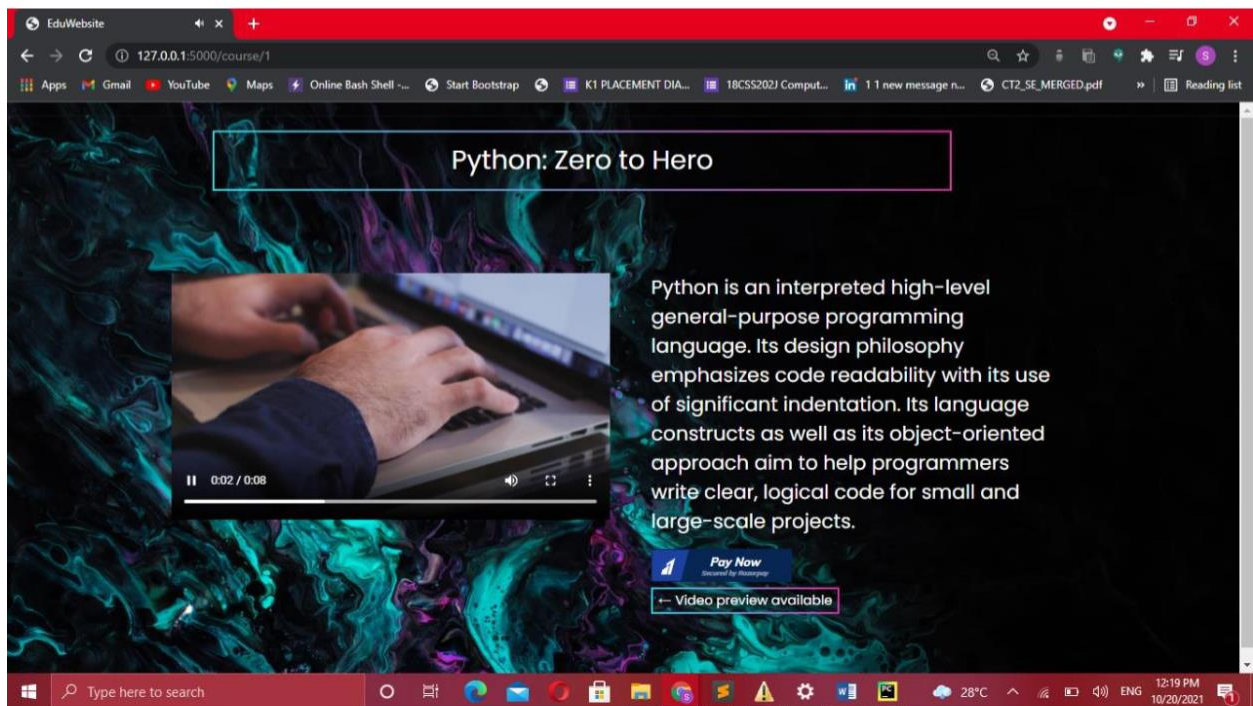 EduWebsite
127.0.0.1:5000/course/1
Apps Gmail YouTube Maps Online Bash Shell -... Start Bootstrap K1 PLACEMENT DIA... 18CSS202J Comput... 1 1 new message n... CT2_SE_MERGED.pdf » Reading list
Python: Zero to Hero
Python is an interpreted high-level
general-purpose programming
language. Its design philosophy
emphasizes code readability with its use
of significant indentation. Its language
constructs as well as its object-oriented
approach aim to help programmers
write clear, logical code for small and
large-scale projects.
0:02 / 0:08
Pay Now
Secured by Razorpay
← Video preview available
Type here to search
28°C ENG 12:19 PM
10/20/2021